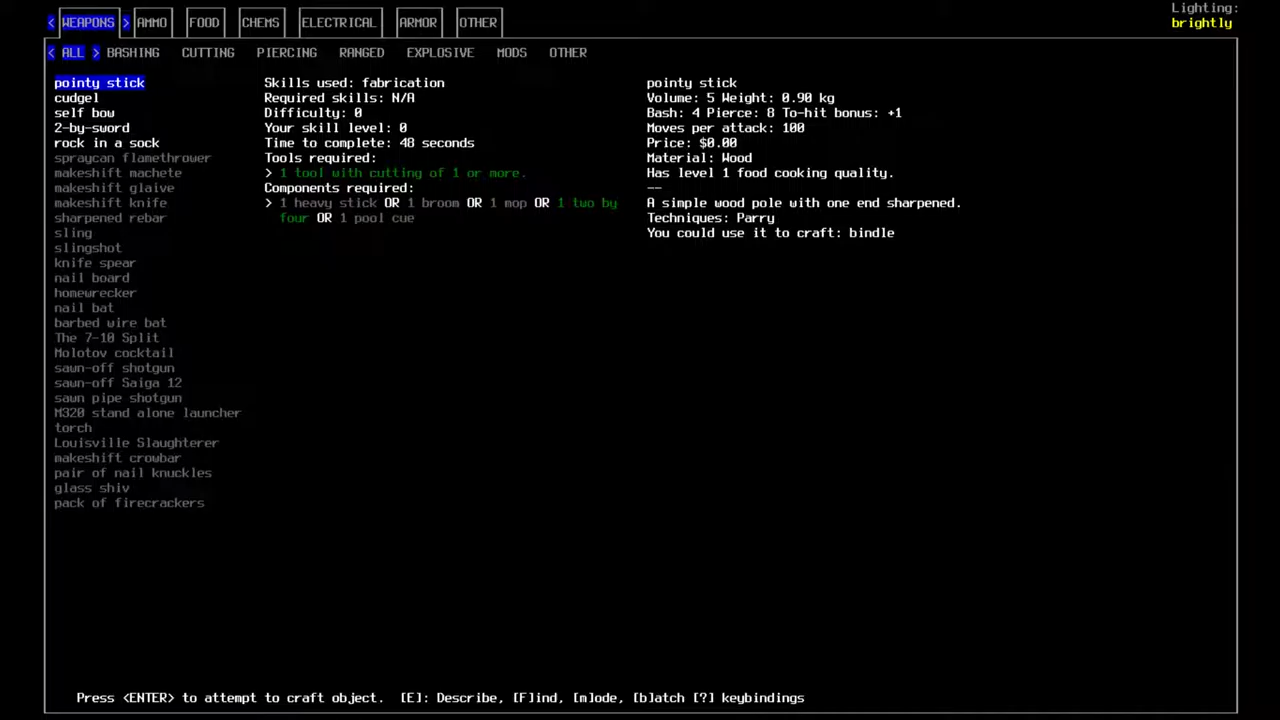 Lighting:
< WEAPONS > AMMO FOOD CHEMS ELECTRICAL ARMOR OTHER
brightly
< ALL > BASHING CUTTING PIERCING RANGED EXPLOSIVE MODS OTHER
pointy stick
cudgel
self bow
2-by-sword
rock in a sock
spraycan flamethrower
makeshift machete
makeshift glaive
makeshift knife
sharpened rebar
sling
slingshot
knife spear
nail board
homewrecker
nail bat
barbed wire bat
The 7-10 Split
Molotov cocktail
sawn-off shotgun
sawn-off Saiga 12
sawn pipe shotgun
M320 stand alone launcher
torch
Louisville Slaughterer
makeshift crowbar
pair of nail knuckles
glass shiv
pack of firecrackers
Skills used: fabrication
Required skills: N/A
Difficulty: 0
Your skill level: 0
Time to complete: 48 seconds
Tools required:
> 1 tool with cutting of 1 or more.
Components required:
> 1 heavy stick OR 1 broom OR 1 mop OR 1 two by
four OR 1 pool cue
pointy stick
Volume: 5 Weight: 0.90 kg
Bash: 4 Pierce: 8 To-hit bonus: +1
Moves per attack: 100
Price: $0.00
Material: Wood
Has level 1 food cooking quality.
--
A simple wood pole with one end sharpened.
Techniques: Parry
You could use it to craft: bindle
Press <ENTER> to attempt to craft object. [E]: Describe, [F]ind, [m]ode, [b]atch [?] keybindings